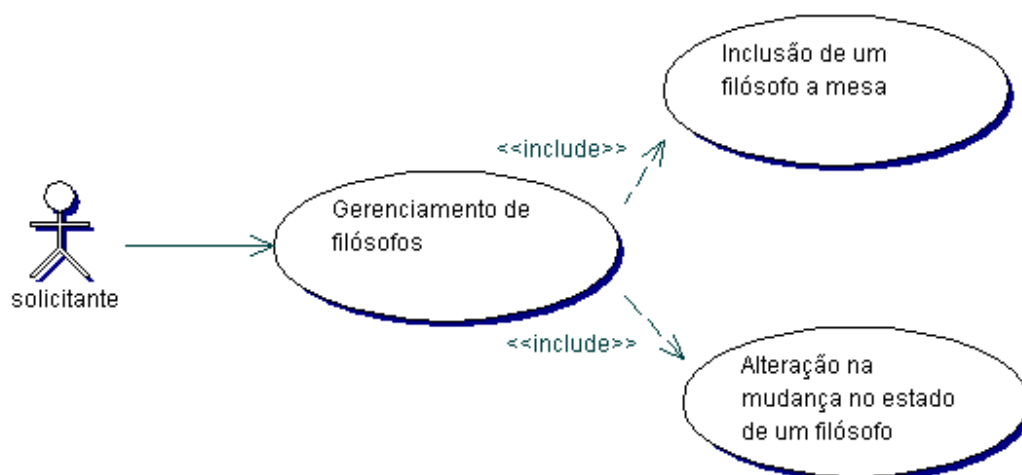 Inclusão de um
filósofo a mesa
<<include>>
Gerenciamento de
filósofos
solicitante
<<include>>
Alteração na
mudança no estado
de um filósofo